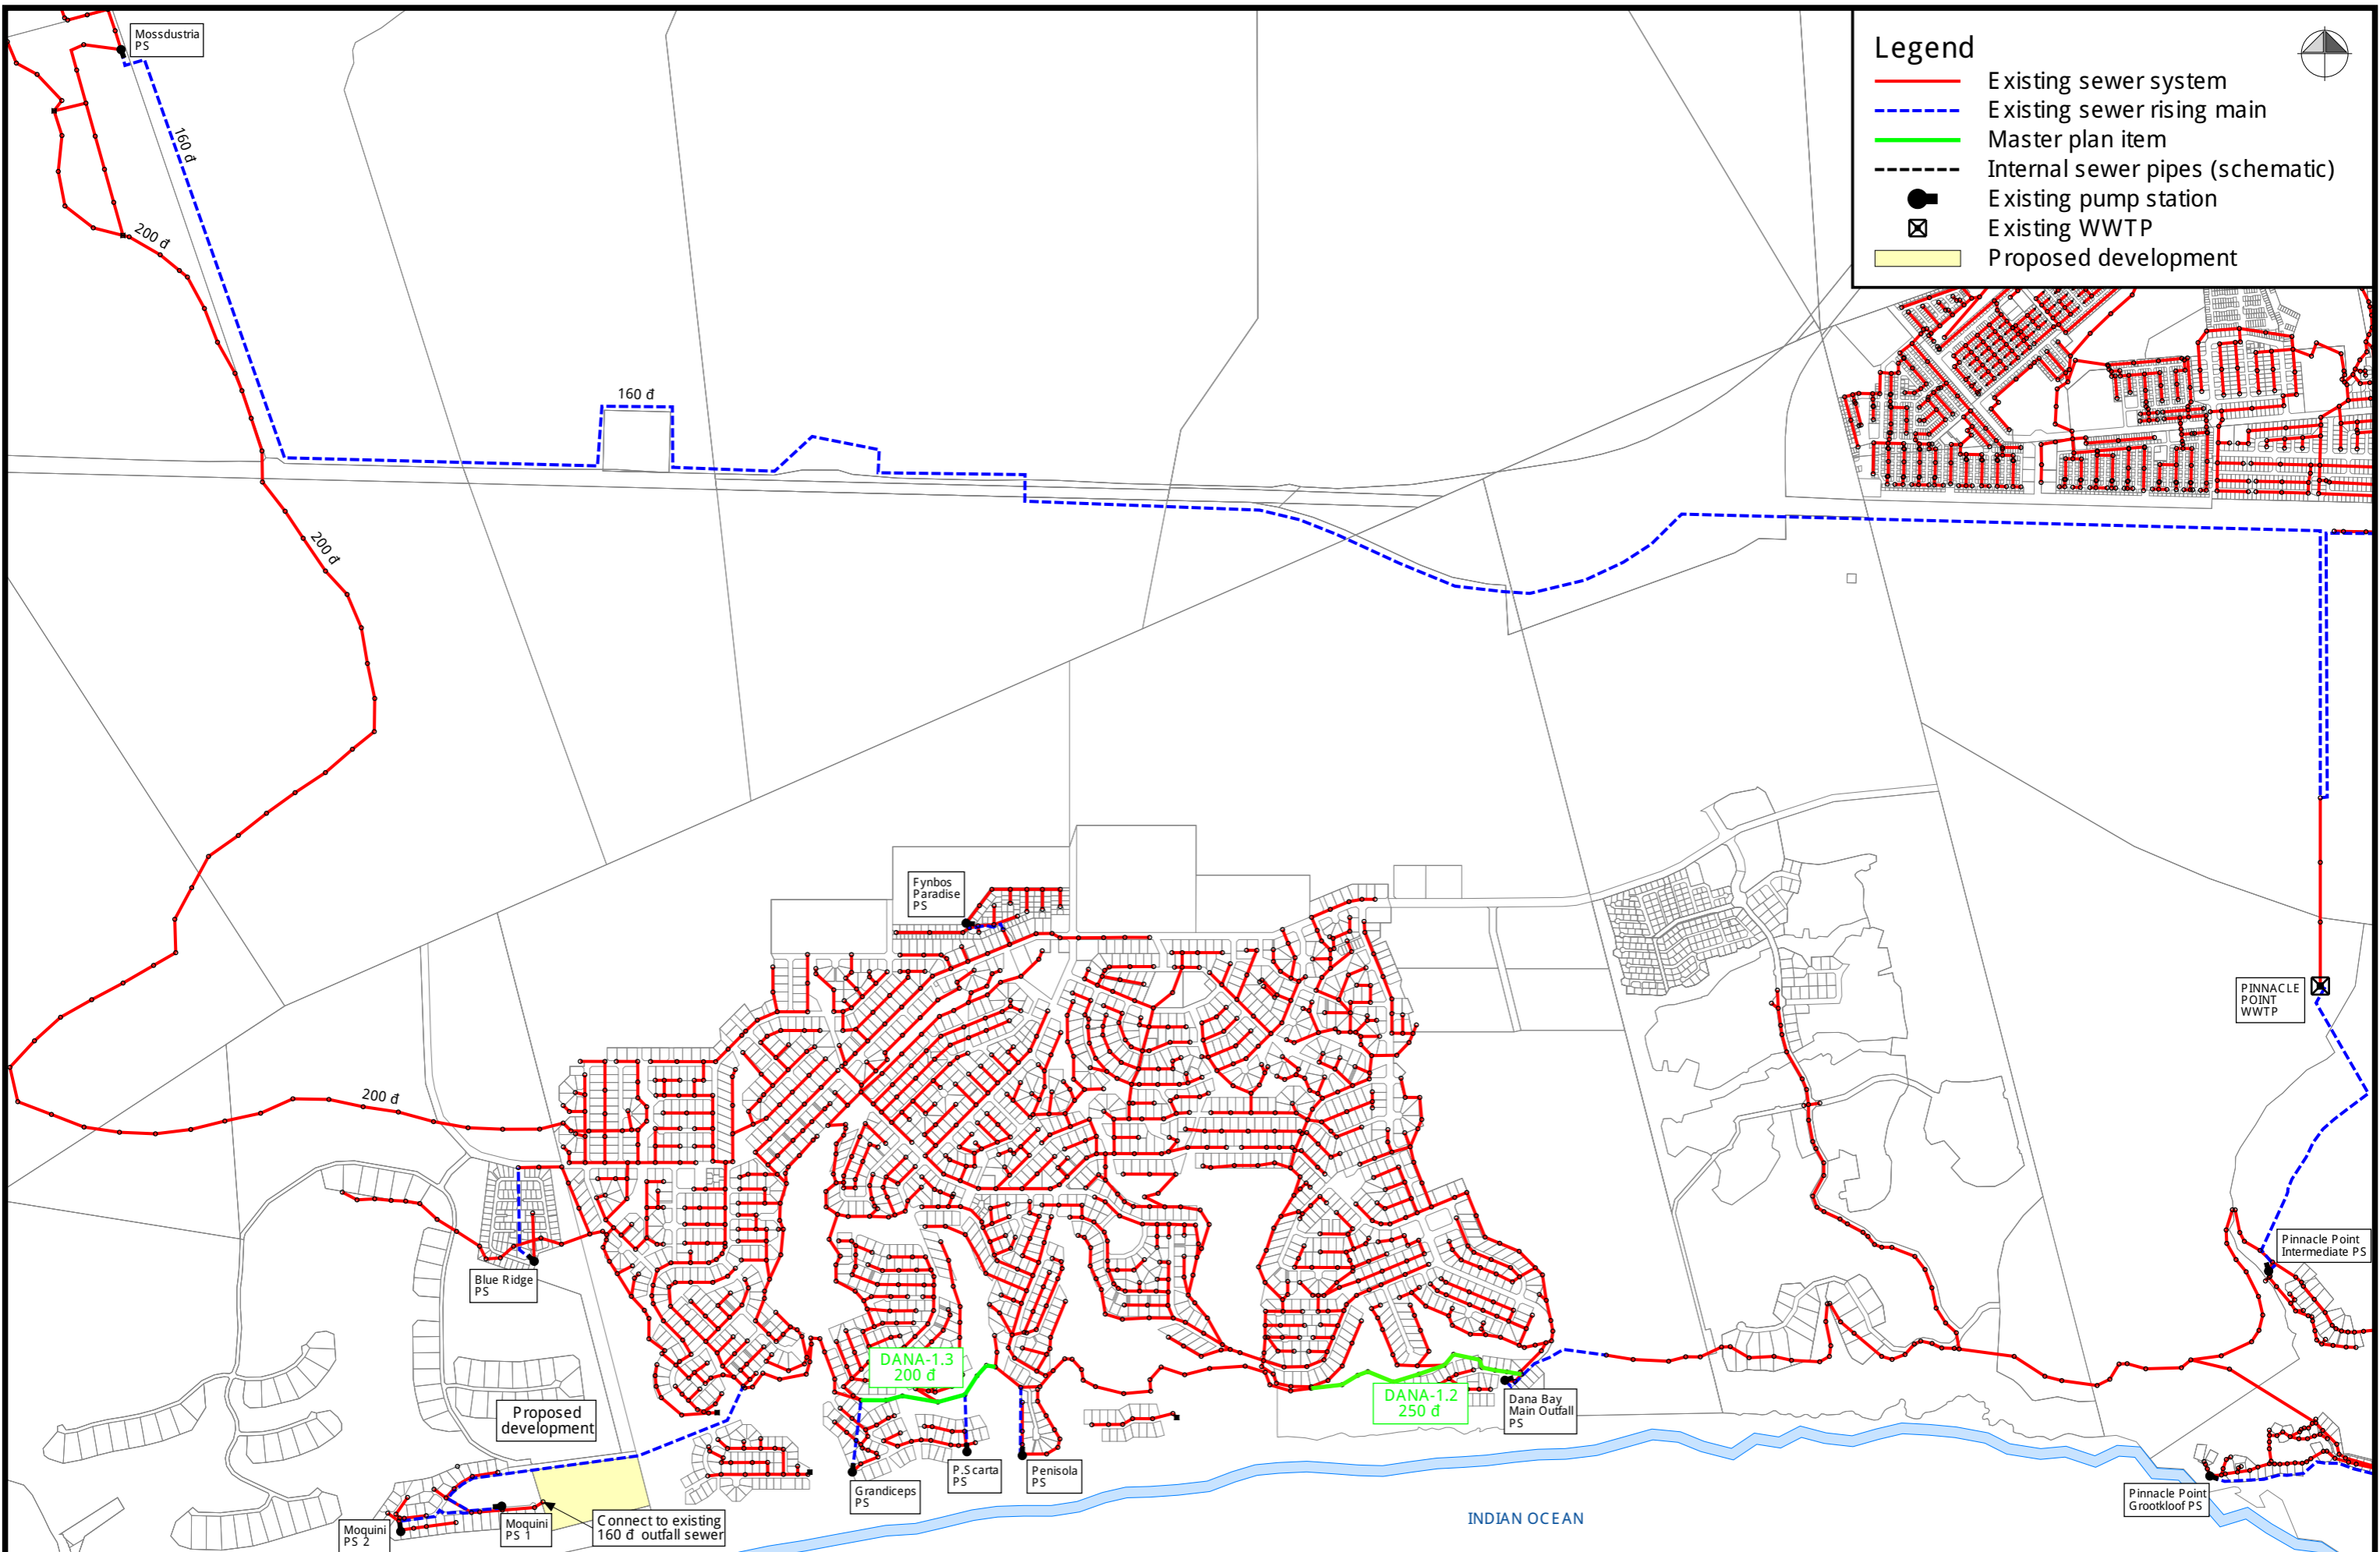 Mossdustria
PS
Legend
Existing sewer system
Existing sewer rising main
Master plan item
Internal sewer pipes (schematic)
Existing pump station
Existing WWTP
Proposed development
160 đ
200 đ
160 đ
200 đ
Fynbos
Paradise
PS
PINNACLE
POINT
WWTP
200 đ
Pinnacle Point
Intermediate PS
Blue Ridge
PS
DANA-1.3
200 đ
DANA-1.2
250 đ
Dana Bay
Main Outfall
PS
Proposed
development
P.Scarta
PS
Penisola
PS
Grandiceps
PS
Pinnacle Point
Grootkloof PS
Connect to existing
160 đ outfall sewer
Moquini
PS 1
Moquini
PS 2
INDIAN OCEAN